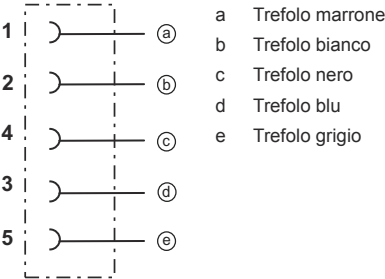 1 a
2 b
4 c
3 d
5 e
a Trefolo marrone
b Trefolo bianco
c Trefolo nero
d Trefolo blu
e Trefolo grigio